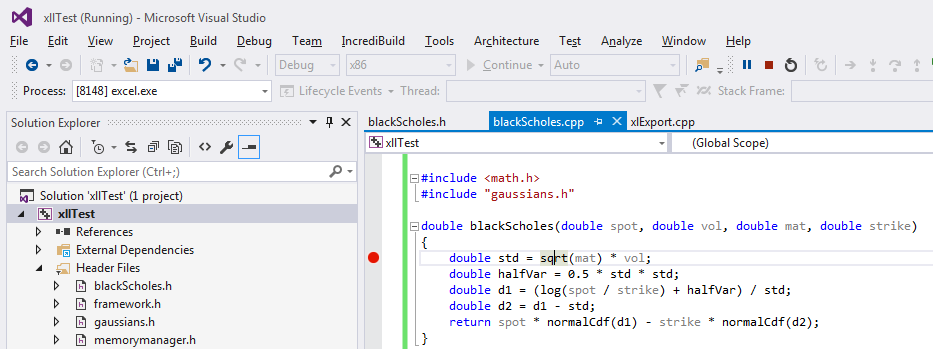 xllTest (Running) - Microsoft Visual Studio
File Edit View Project Build Debug Team IncrediBuild Tools Architecture Test Analyze Window Help
Debug x86 Continue Auto
Process: [8148] excel.exe Lifecycle Events Thread: Stack Frame:
Solution Explorer
blackScholes.h blackScholes.cpp xlExport.cpp
xllTest (Global Scope)
Search Solution Explorer (Ctrl+;)
Solution 'xllTest' (1 project)
xllTest
References
External Dependencies
Header Files
blackScholes.h
framework.h
gaussians.h
memorymanager.h
#include <math.h>
#include "gaussians.h"
double blackScholes(double spot, double vol, double mat, double strike)
{
double std = sqrt(mat) * vol;
double halfVar = 0.5 * std * std;
double d1 = (log(spot / strike) + halfVar) / std;
double d2 = d1 - std;
return spot * normalCdf(d1) - strike * normalCdf(d2);
}